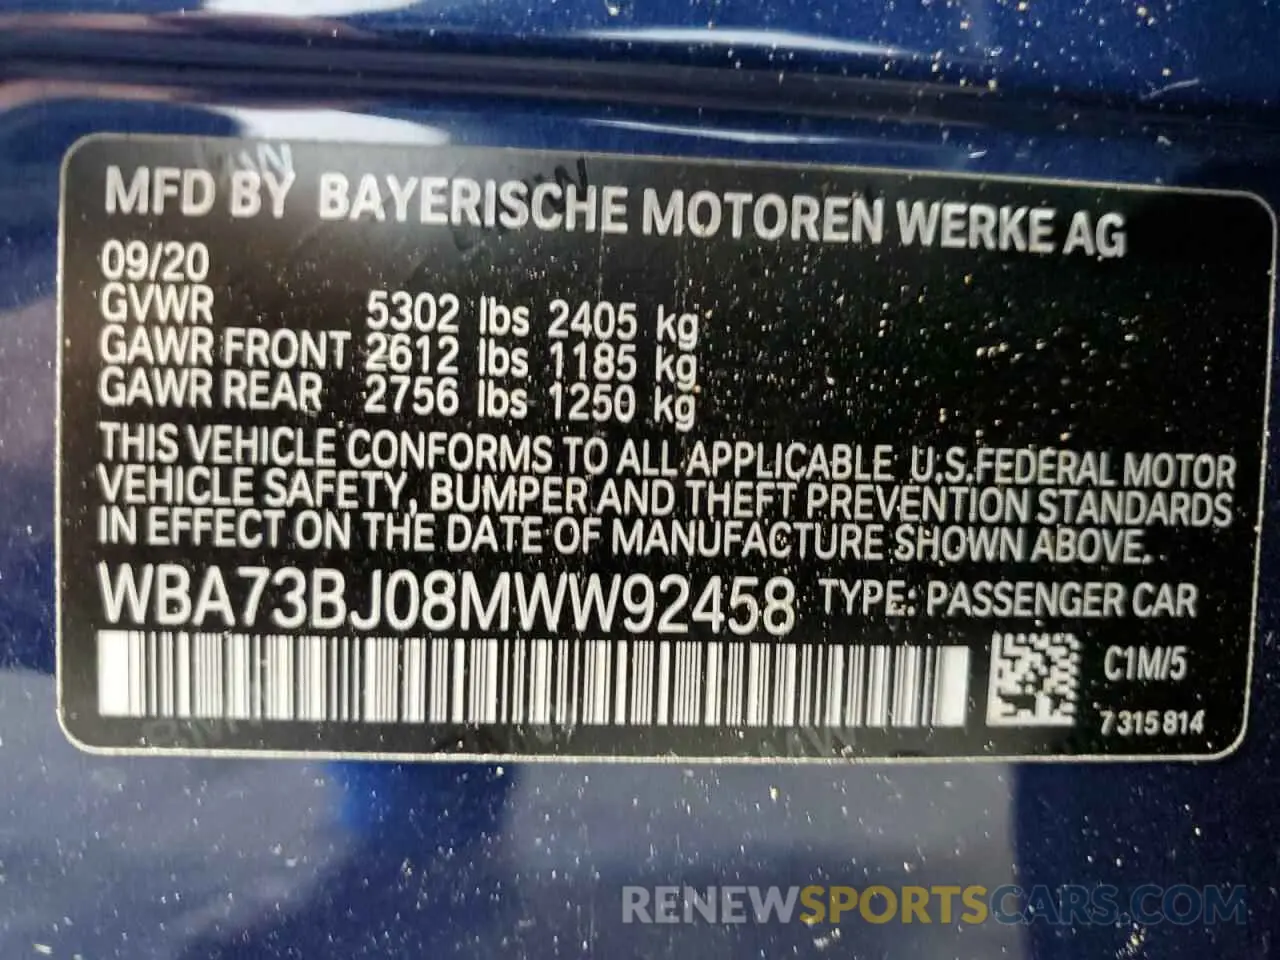 MFD BY BAYERISCHE MOTOREN WERKE AG
09/20
GVWR 5302 lbs 2405 kg
GAWR FRONT 2612 lbs 1185 kg
GAWR REAR 2756 lbs 1250 kg
THIS VEHICLE CONFORMS TO ALL APPLICABLE U.S.FEDERAL MOTOR
VEHICLE SAFETY, BUMPER AND THEFT PREVENTION STANDARDS
IN EFFECT ON THE DATE OF MANUFACTURE SHOWN ABOVE.
WBA73BJ08MWW92458 TYPE: PASSENGER CAR
C1M/5
7 315 814
RENEWSPORTSCARS.COM